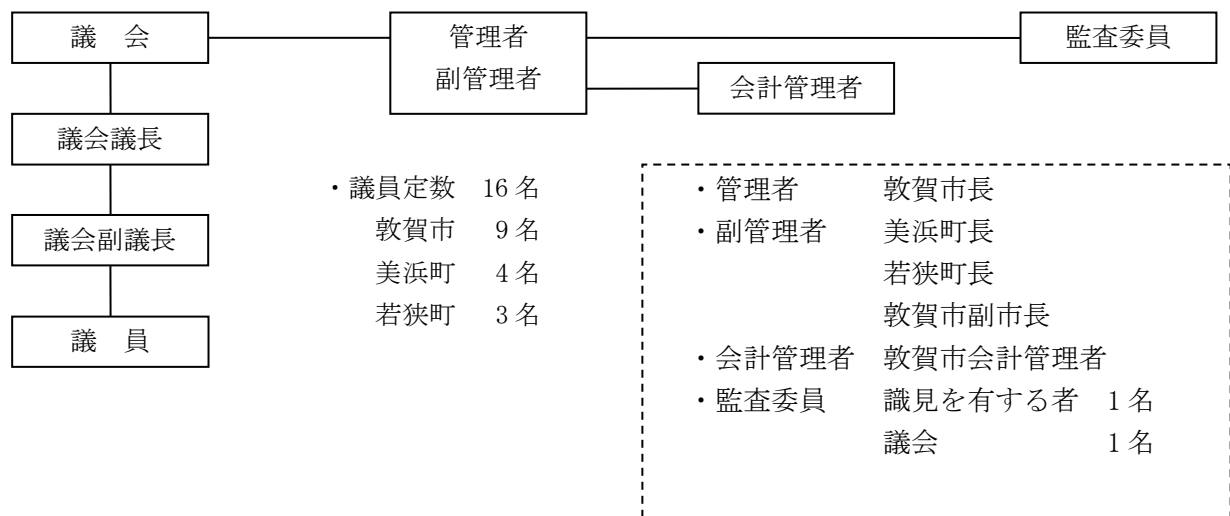 議　会
管理者
副管理者
監査委員
会計管理者
議会議長
議会副議長
議　員
・議員定数　16 名
敦賀市　9 名
美浜町　4 名
若狭町　3 名
・管理者　敦賀市長
・副管理者　美浜町長
若狭町長
敦賀市副市長
・会計管理者　敦賀市会計管理者
・監査委員　識見を有する者　1 名
議会　1 名